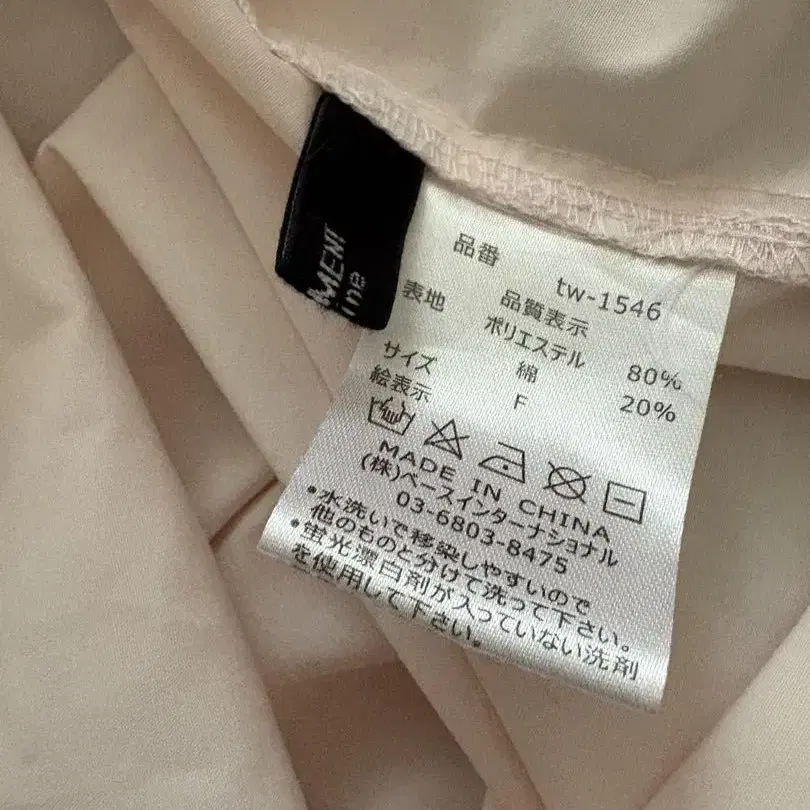 品番 tw-1546
品質表示
表地 ポリエステル 80%
綿 20%
サイズ F
絵表示
MADE IN CHINA
(株)ベースインターナショナル
03-6803-8475
•水洗いで移染しやすいので
他のものと分けて洗って下さい。
•蛍光漂白剤が入っていない洗剤
を使用して下さい。